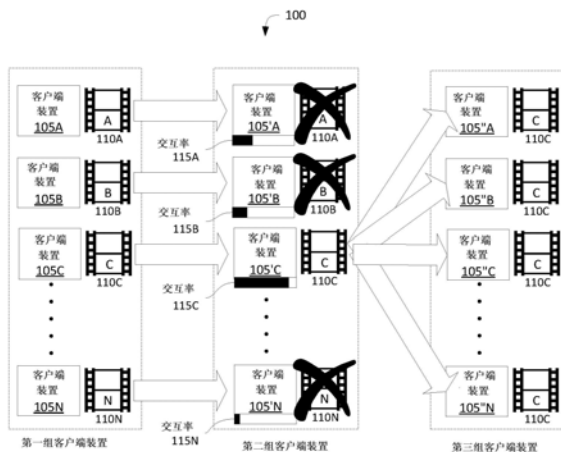 100
客户端
装置
105A
A
110A
客户端
装置
105'A
A
110A
客户端
装置
105"A
C
110C
交互率
115A
客户端
装置
105B
B
110B
客户端
装置
105'B
B
110B
客户端
装置
105"B
C
110C
交互率
115B
客户端
装置
105C
C
110C
客户端
装置
105'C
C
110C
客户端
装置
105"C
C
110C
交互率
115C
客户端
装置
105N
N
110N
客户端
装置
105'N
N
110N
客户端
装置
105"N
C
110C
交互率
115N
第一组客户端装置
第二组客户端装置
第三组客户端装置